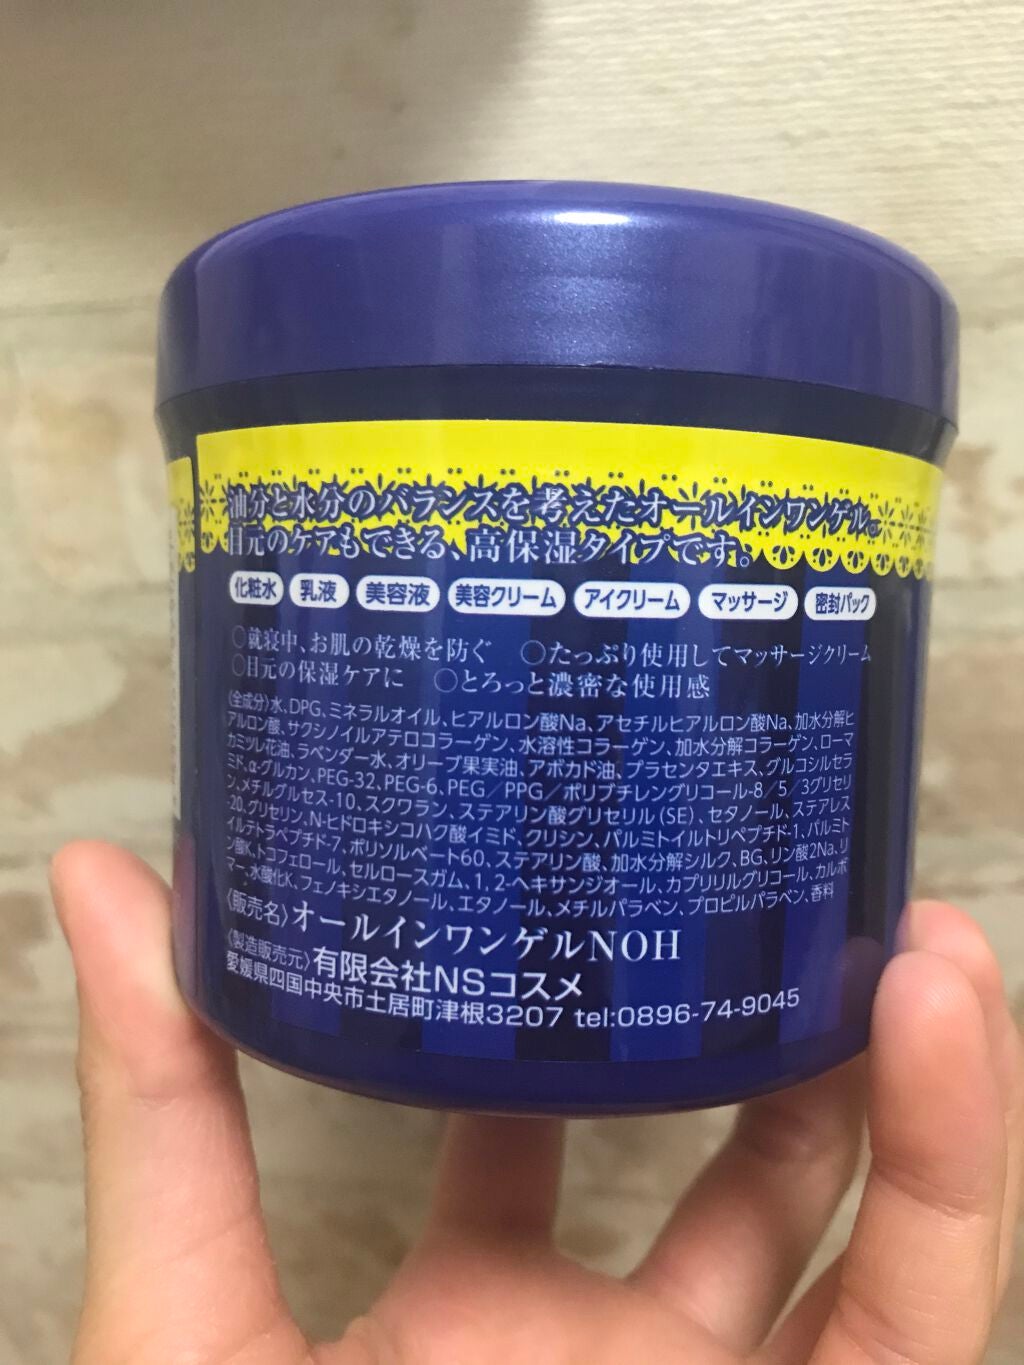 油分と水分のバランスを考えたオールインワンゲル。
目元のケアもできる、高保湿タイプです。
化粧水 乳液 美容液 美容クリーム アイクリーム マッサージ 密封パック
○就寝中、お肌の乾燥を防ぐ ○たっぷり使用してマッサージクリーム
○目元の保湿ケアに ○とろっと濃密な使用感
〈全成分〉水、DPG、ミネラルオイル、ヒアルロン酸Na、アセチルヒアルロン酸Na、加水分解ヒ
アルロン酸、サクシノイルアテロコラーゲン、水溶性コラーゲン、加水分解コラーゲン、ローマ
カミツレ花油、ラベンダー水、オリーブ果実油、アボカド油、プラセンタエキス、グルコシルセラ
ミド、α-グルカン、PEG-32、PEG-6、PEG／PPG／ポリブチレングリコール-8／5／3グリセリ
ン、メチルグルセス-10、スクワラン、ステアリン酸グリセリル(SE)、セタノール、ステアレス
-20、グリセリン、N-ヒドロキシコハク酸イミド、クリシン、パルミトイルトリペプチド-1、パルミト
イルテトラペプチド-7、ポリソルベート60、ステアリン酸、加水分解シルク、BG、リン酸2Na、リ
ン酸K、トコフェロール、セルロースガム、1,2-ヘキサンジオール、カプリリルグリコール、カルボ
マー、水酸化K、フェノキシエタノール、エタノール、メチルパラベン、プロピルパラベン、香料
〈販売名〉オールインワンゲルNOH
〈製造販売元〉有限会社NSコスメ
愛媛県四国中央市土居町津根3207 tel:0896-74-9045